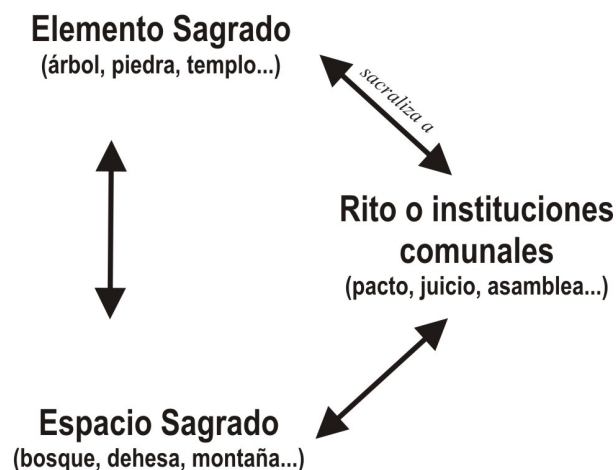 Elemento Sagrado
(árbol, piedra, templo...)
sacraliza a
Rito o instituciones
comunales
(pacto, juicio, asamblea...)
Espacio Sagrado
(bosque, dehesa, montaña...)